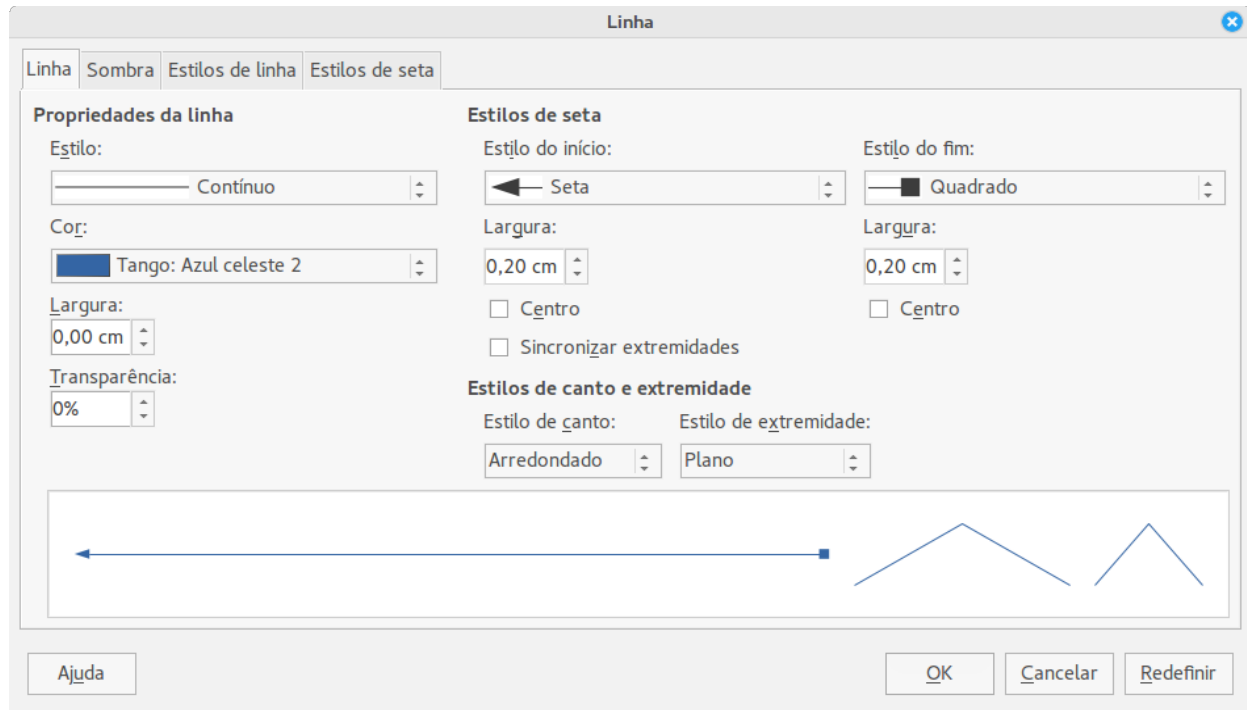 Linha
Linha Sombra Estilos de linha Estilos de seta
Propriedades da linha
Estilo:
Contínuo
Cor:
Tango: Azul celeste 2
Largura:
0,00 cm
Transparência:
0%
Estilos de seta
Estilo do início:
Seta
Largura:
0,20 cm
Centro
Sincronizar extremidades
Estilo do fim:
Quadrado
Largura:
0,20 cm
Centro
Estilos de canto e extremidade
Estilo de canto:
Arredondado
Estilo de extremidade:
Plano
Ajuda
OK
Cancelar
Redefinir